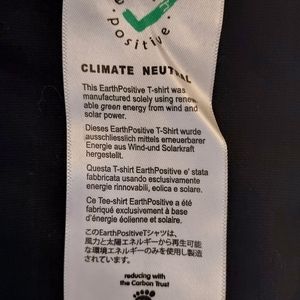 positive
CLIMATE NEUTRAL
This EarthPositive T-shirt was
manufactured solely using renew-
able green energy from wind and
solar power.
Dieses EarthPositive T-Shirt wurde
ausschliesslich mittels erneuerbarer
Energie aus Wind-und Solarkraft
hergestellt.
Questa T-shirt EarthPositive e' stata
fabbricata usando esclusivamente
energie rinnovabili, eolica e solare.
Ce Tee-shirt EarthPositive a été
fabriqué exclusivement à base
d'énergie éolienne et solaire.
このEarthPositiveTシャツは、
風力と太陽エネルギーから再生可能
な環境エネルギーのみを使用し製造
されています。
reducing with
the Carbon Trust